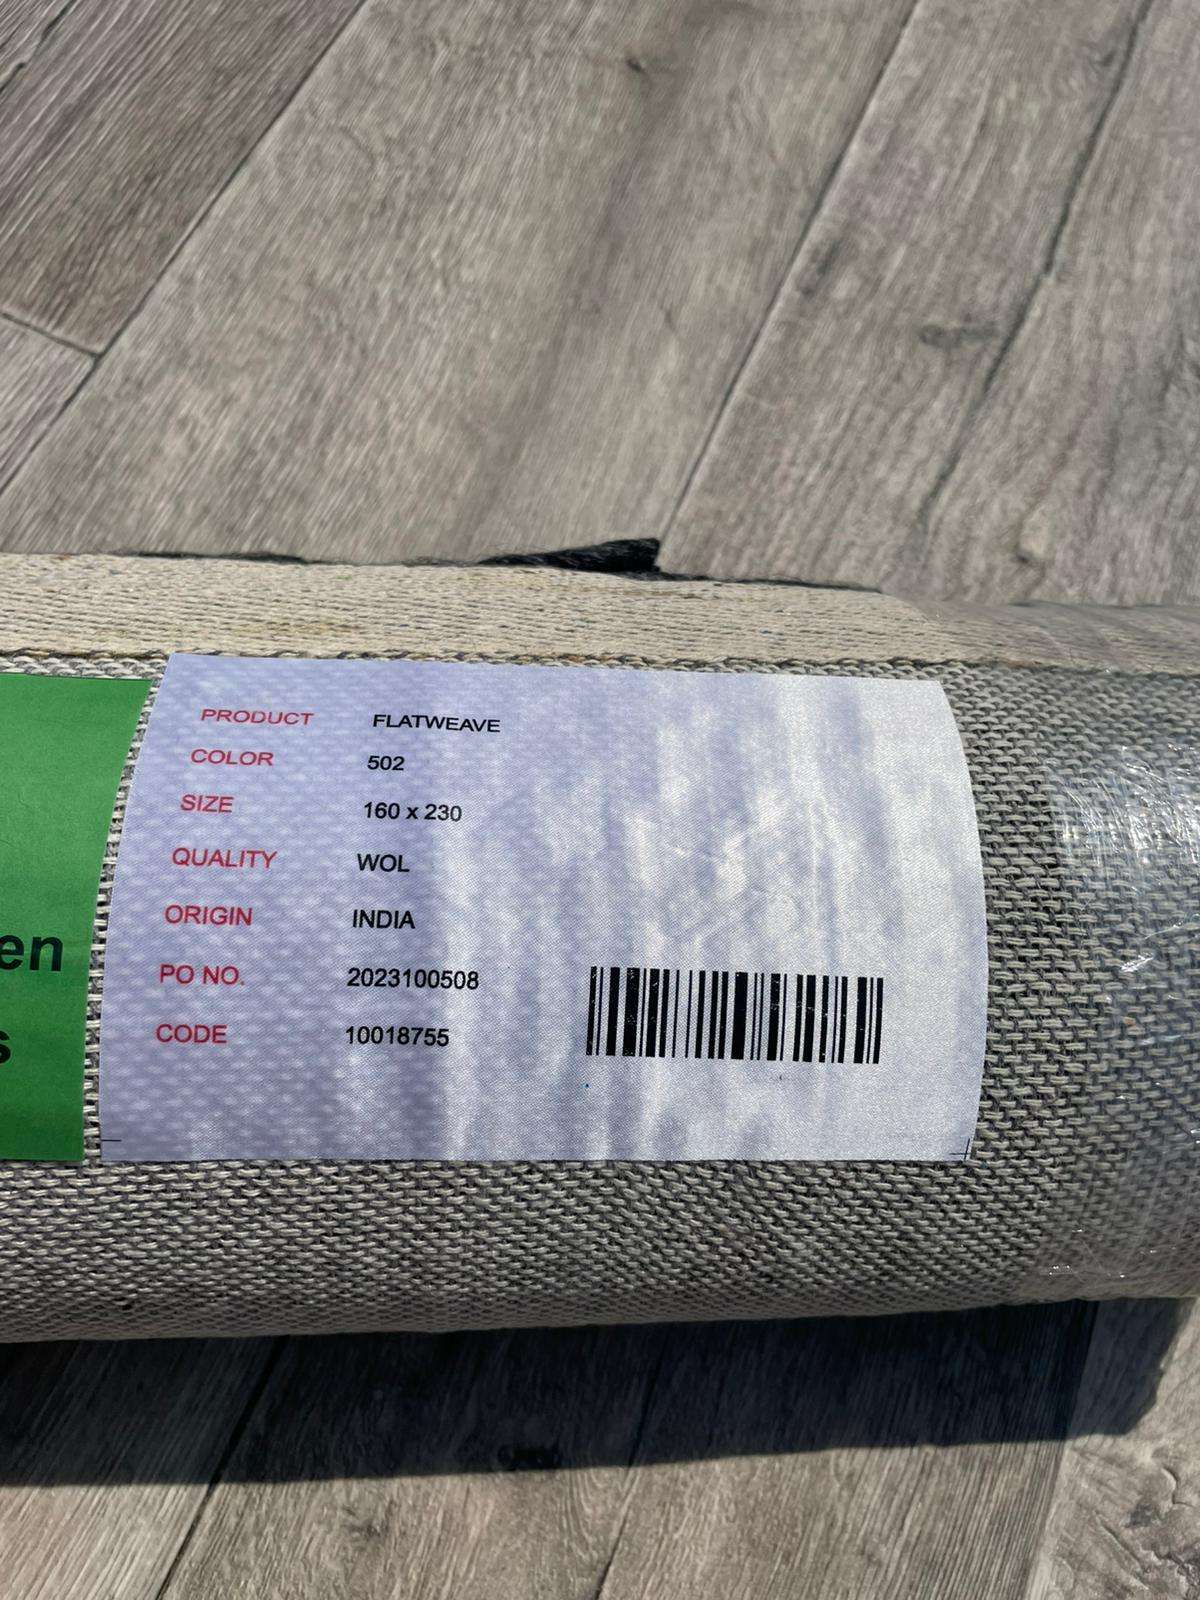 PRODUCT FLATWEAVE
COLOR 502
SIZE 160 x 230
QUALITY WOL
ORIGIN INDIA
PO NO. 2023100508
CODE 10018755
en
s